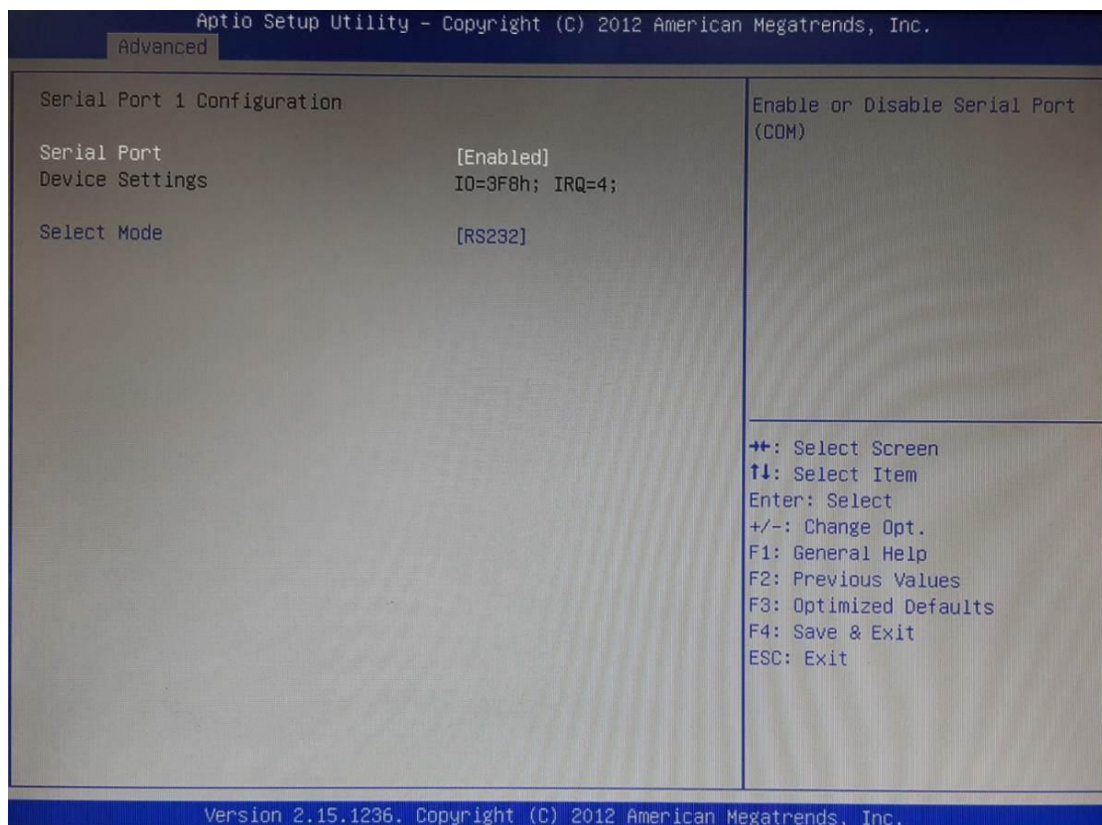 Aptio Setup Utility – Copyright (C) 2012 American Megatrends, Inc.
Advanced
Serial Port 1 Configuration
Serial Port [Enabled]
Device Settings IO=3F8h; IRQ=4;
Select Mode [RS232]
Enable or Disable Serial Port
(COM)
→←: Select Screen
↑↓: Select Item
Enter: Select
+/-: Change Opt.
F1: General Help
F2: Previous Values
F3: Optimized Defaults
F4: Save & Exit
ESC: Exit
Version 2.15.1236. Copyright (C) 2012 American Megatrends, Inc.